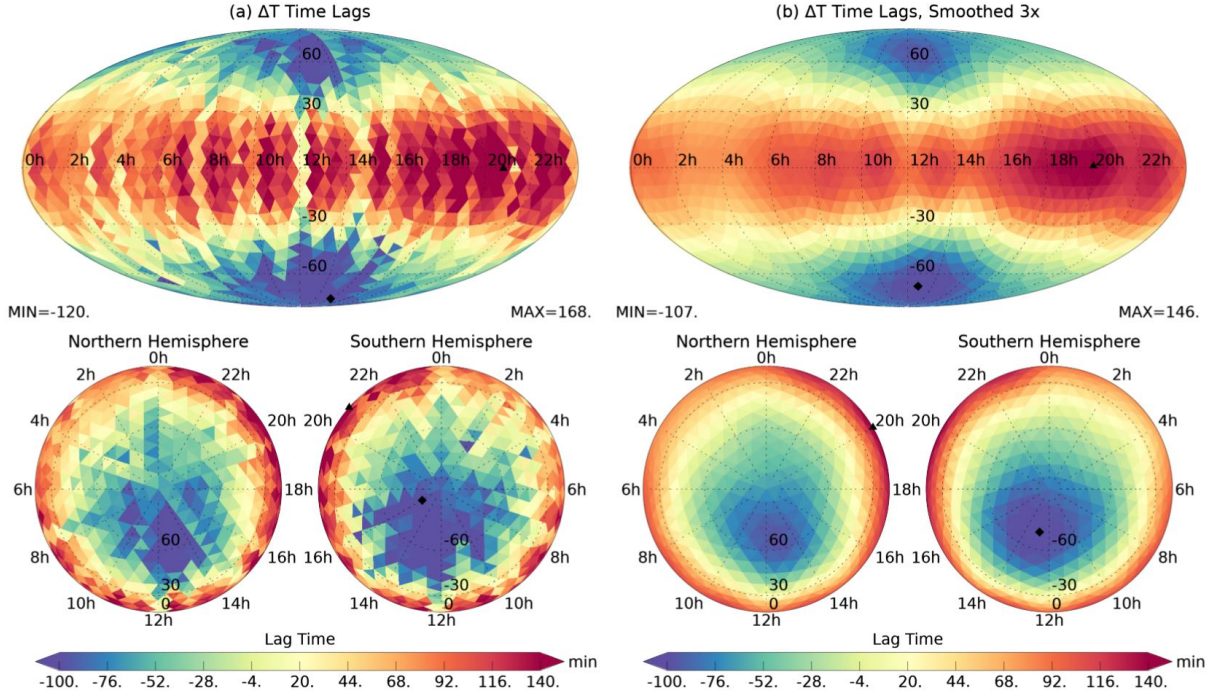 (a) ΔT Time Lags
60
30
0h 2h 4h 6h 8h 10h 12h 14h 16h 18h 20h 22h
-30
-60
MIN=-120.
MAX=168.
Northern Hemisphere
0h
2h
22h
4h
20h
6h
18h
8h
16h
10h
14h
12h
60
30
0
Southern Hemisphere
0h
22h
2h
20h
4h
18h
6h
16h
8h
14h
10h
12h
-60
-30
0
Lag Time
-100. -76. -52. -28. -4. 20. 44. 68. 92. 116. 140.
min
(b) ΔT Time Lags, Smoothed 3x
60
30
0h 2h 4h 6h 8h 10h 12h 14h 16h 18h 20h 22h
-30
-60
MIN=-107.
MAX=146.
Northern Hemisphere
0h
2h
22h
4h
20h
6h
18h
8h
16h
10h
14h
12h
60
30
0
Southern Hemisphere
0h
22h
2h
20h
4h
18h
6h
16h
8h
14h
10h
12h
-60
-30
0
Lag Time
-100. -76. -52. -28. -4. 20. 44. 68. 92. 116. 140.
min